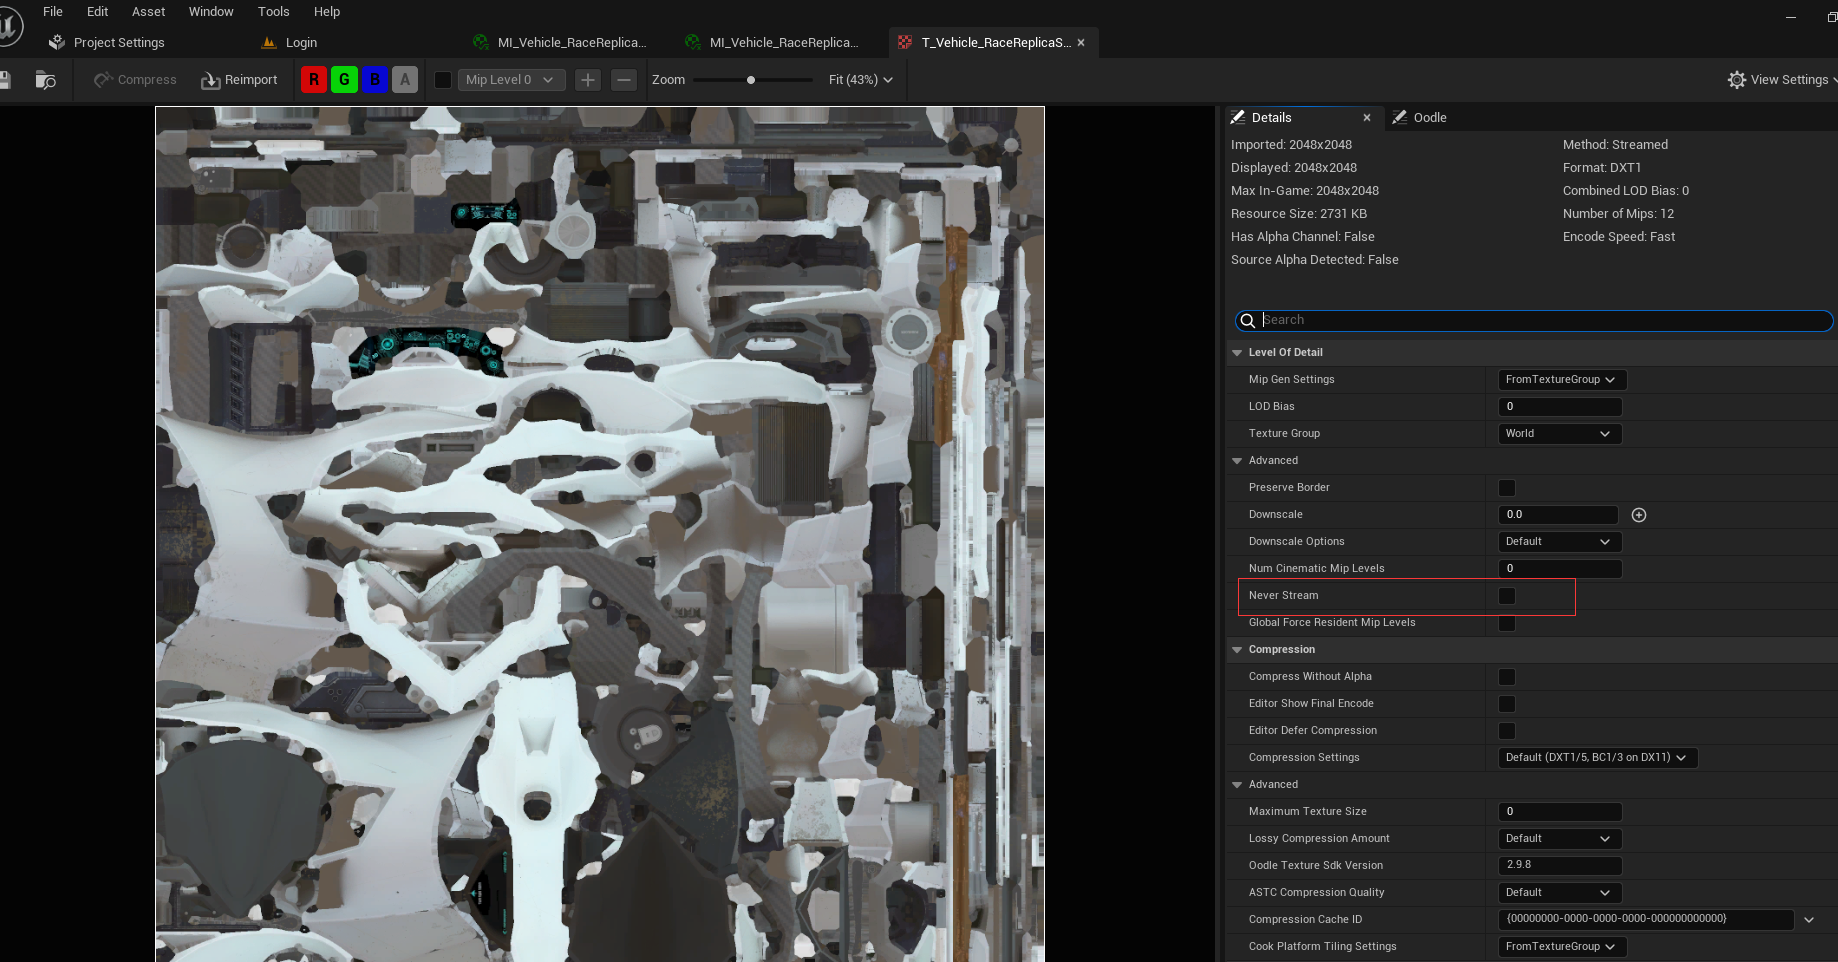 File Edit Asset Window Tools Help
Project Settings Login MI_Vehicle_RaceReplica... MI_Vehicle_RaceReplica... T_Vehicle_RaceReplicaS...
Compress Reimport R G B A Mip Level 0 Zoom Fit (43%) View Settings
Details Oodle
Imported: 2048x2048 Method: Streamed
Displayed: 2048x2048 Format: DXT1
Max In-Game: 2048x2048 Combined LOD Bias: 0
Resource Size: 2731 KB Number of Mips: 12
Has Alpha Channel: False Encode Speed: Fast
Source Alpha Detected: False
Search
Level Of Detail
Mip Gen Settings FromTextureGroup
LOD Bias 0
Texture Group World
Advanced
Preserve Border
Downscale 0.0
Downscale Options Default
Num Cinematic Mip Levels 0
Never Stream
Global Force Resident Mip Levels
Compression
Compress Without Alpha
Editor Show Final Encode
Editor Defer Compression
Compression Settings Default (DXT1/5, BC1/3 on DX11)
Advanced
Maximum Texture Size 0
Lossy Compression Amount Default
Oodle Texture Sdk Version 2.9.8
ASTC Compression Quality Default
Compression Cache ID {00000000-0000-0000-0000-000000000000}
Cook Platform Tiling Settings FromTextureGroup